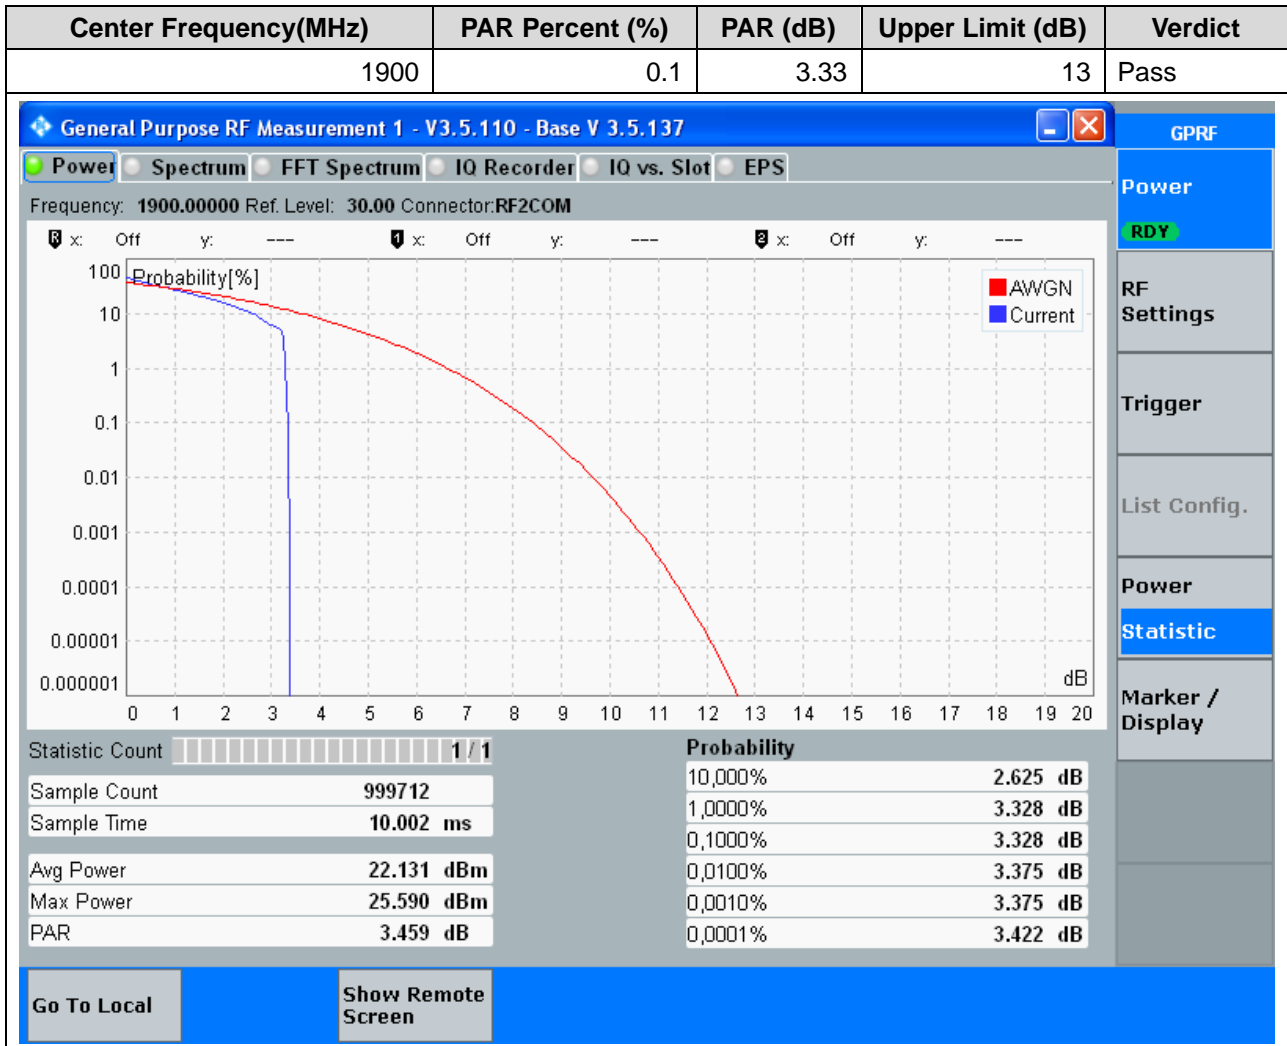 Center Frequency(MHz) PAR Percent (%) PAR (dB) Upper Limit (dB) Verdict
1900 0.1 3.33 13 Pass
General Purpose RF Measurement 1 - V3.5.110 - Base V 3.5.137
GPRF
Power Spectrum FFT Spectrum IQ Recorder IQ vs. Slot EPS
Frequency: 1900.00000 Ref. Level: 30.00 Connector:RF2COM
R x: Off y: --- 1 x: Off y: --- 2 x: Off y: ---
Probability[%]
AWGN
Current
100
10
1
0.1
0.01
0.001
0.0001
0.00001
0.000001
dB
0 1 2 3 4 5 6 7 8 9 10 11 12 13 14 15 16 17 18 19 20
Statistic Count 1 / 1
Sample Count 999712
Sample Time 10.002 ms
Avg Power 22.131 dBm
Max Power 25.590 dBm
PAR 3.459 dB
Probability
10,000% 2.625 dB
1,0000% 3.328 dB
0,1000% 3.328 dB
0,0100% 3.375 dB
0,0010% 3.375 dB
0,0001% 3.422 dB
Power
RDY
RF
Settings
Trigger
List Config.
Power
Statistic
Marker /
Display
Go To Local
Show Remote
Screen